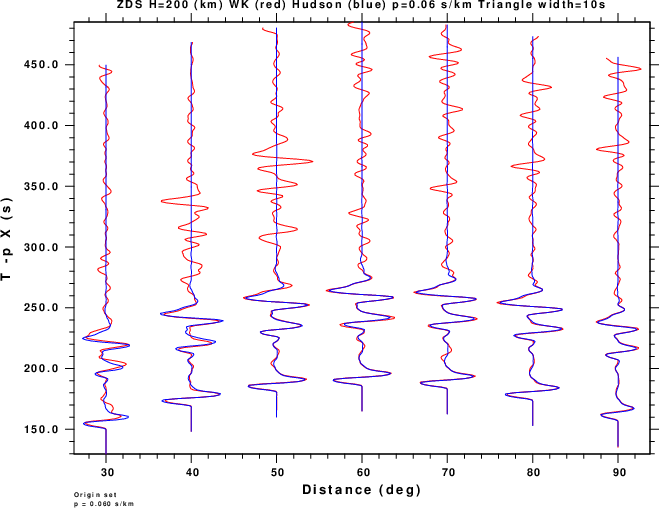 ZDS H=200 (km) WK (red) Hudson (blue) p=0.06 s/km Triangle width=10s
450.0
400.0
350.0
300.0
250.0
200.0
150.0
T -p X (s)
30 40 50 60 70 80 90
Distance (deg)
Origin set
p = 0.060 s/km